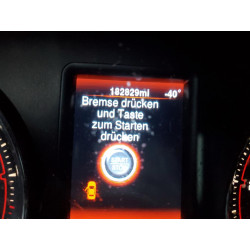 182829mi -40°
Bremse drücken
und Taste
zum Starten
drücken